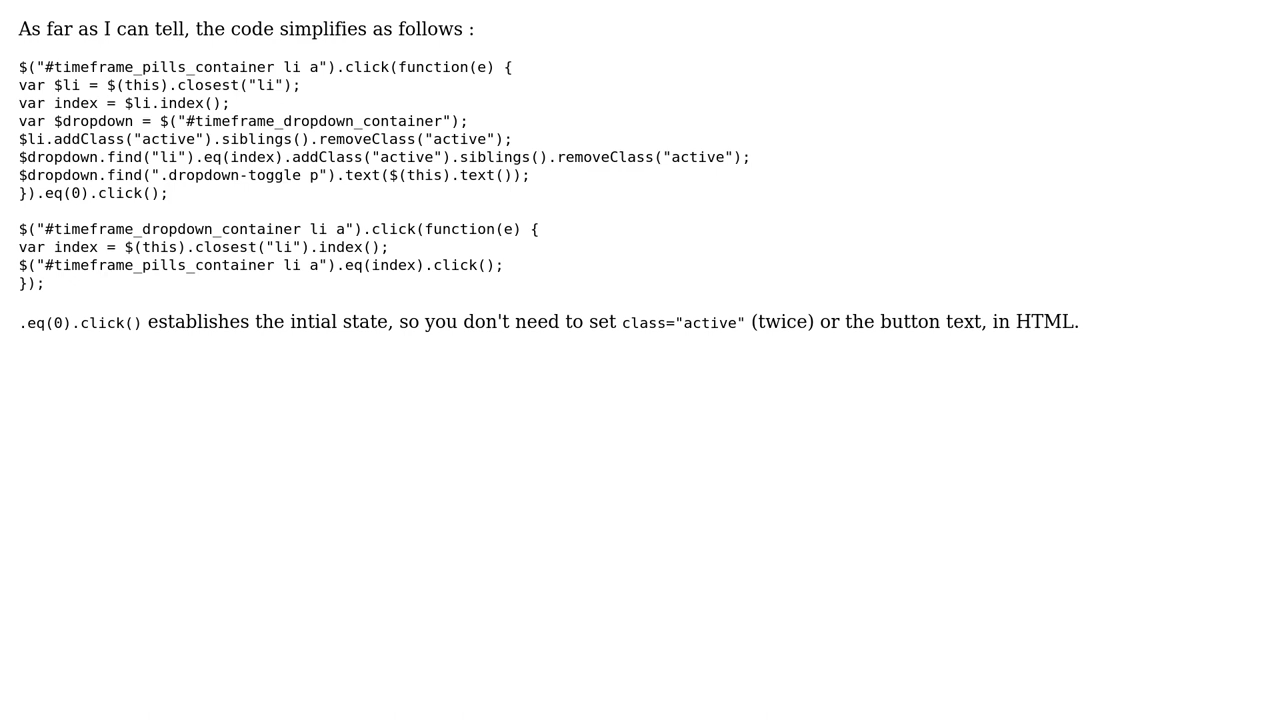 As far as I can tell, the code simplifies as follows :
$("#timeframe_pills_container li a").click(function(e) {
var $li = $(this).closest("li");
var index = $li.index();
var $dropdown = $("#timeframe_dropdown_container");
$li.addClass("active").siblings().removeClass("active");
$dropdown.find("li").eq(index).addClass("active").siblings().removeClass("active");
$dropdown.find(".dropdown-toggle p").text($(this).text());
}).eq(0).click();
$("#timeframe_dropdown_container li a").click(function(e) {
var index = $(this).closest("li").index();
$("#timeframe_pills_container li a").eq(index).click();
});
.eq(0).click() establishes the intial state, so you don't need to set class="active" (twice) or the button text, in HTML.